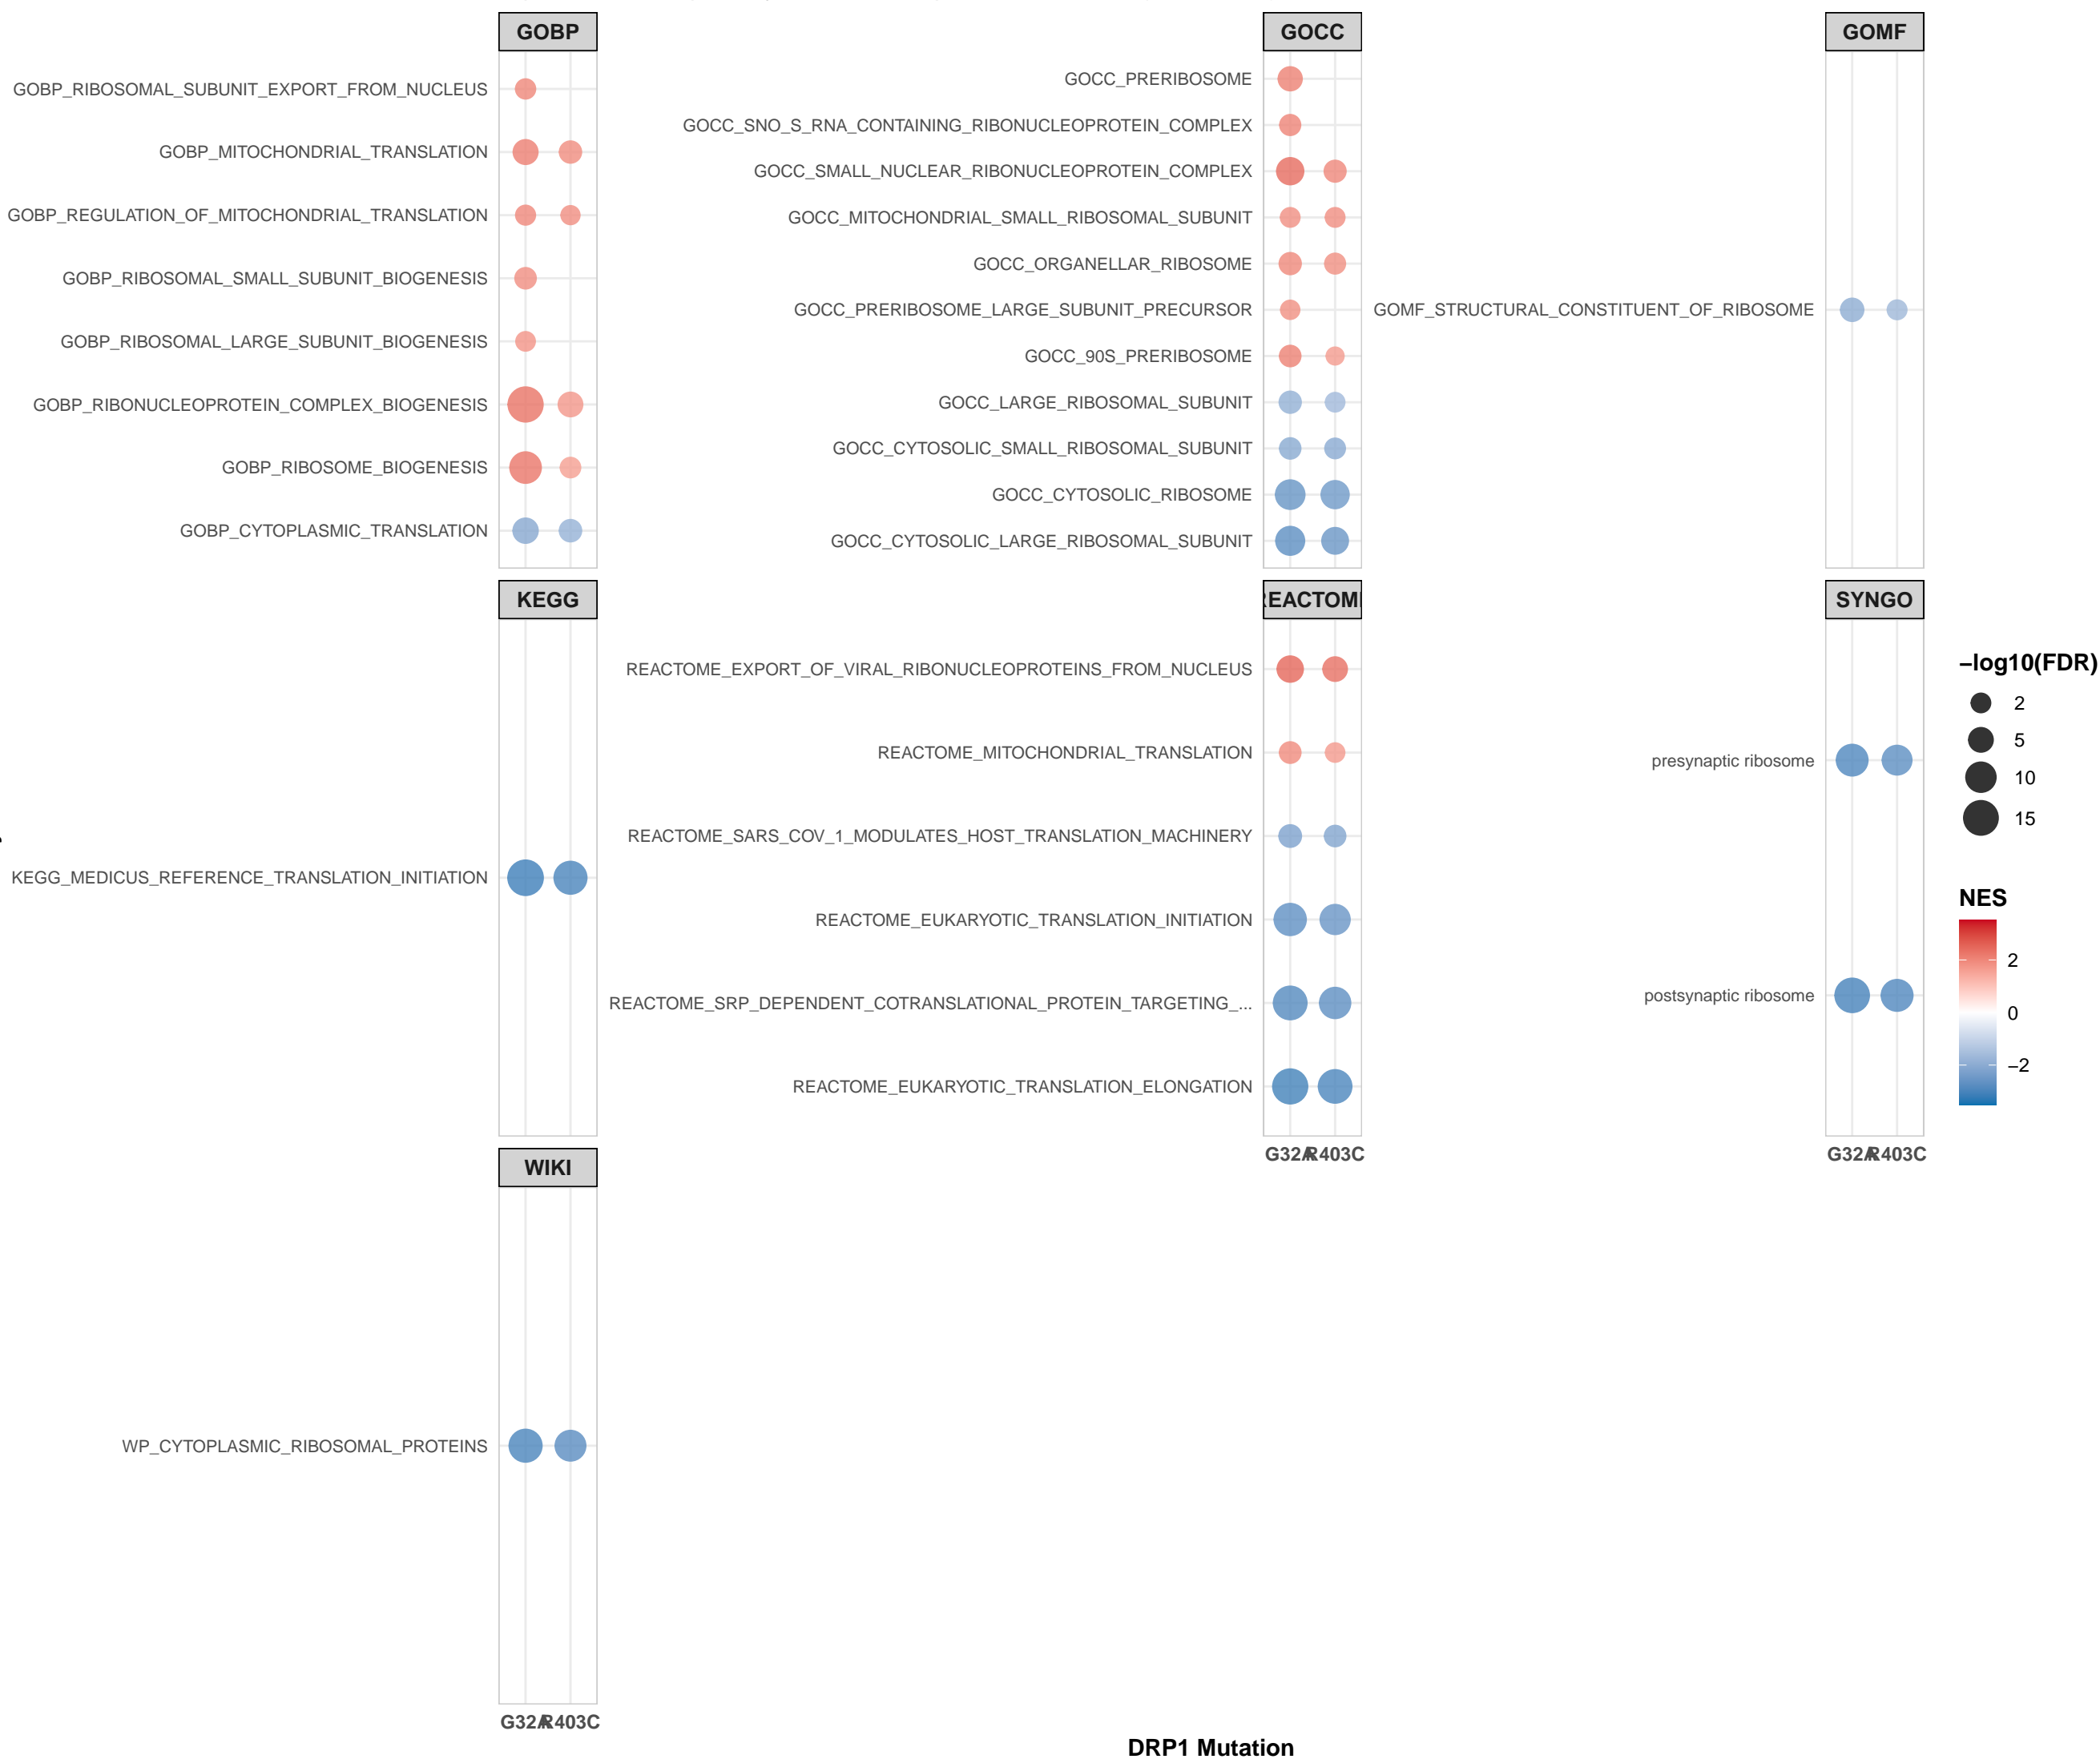 GOBP
GOBP_RIBOSOMAL_SUBUNIT_EXPORT_FROM_NUCLEUS
GOBP_MITOCHONDRIAL_TRANSLATION
GOBP_REGULATION_OF_MITOCHONDRIAL_TRANSLATION
GOBP_RIBOSOMAL_SMALL_SUBUNIT_BIOGENESIS
GOBP_RIBOSOMAL_LARGE_SUBUNIT_BIOGENESIS
GOBP_RIBONUCLEOPROTEIN_COMPLEX_BIOGENESIS
GOBP_RIBOSOME_BIOGENESIS
GOBP_CYTOPLASMIC_TRANSLATION
GOCC
GOCC_PRERIBOSOME
GOCC_SNO_S_RNA_CONTAINING_RIBONUCLEOPROTEIN_COMPLEX
GOCC_SMALL_NUCLEAR_RIBONUCLEOPROTEIN_COMPLEX
GOCC_MITOCHONDRIAL_SMALL_RIBOSOMAL_SUBUNIT
GOCC_ORGANELLAR_RIBOSOME
GOCC_PRERIBOSOME_LARGE_SUBUNIT_PRECURSOR
GOCC_90S_PRERIBOSOME
GOCC_LARGE_RIBOSOMAL_SUBUNIT
GOCC_CYTOSOLIC_SMALL_RIBOSOMAL_SUBUNIT
GOCC_CYTOSOLIC_RIBOSOME
GOCC_CYTOSOLIC_LARGE_RIBOSOMAL_SUBUNIT
GOMF
GOMF_STRUCTURAL_CONSTITUENT_OF_RIBOSOME
KEGG
KEGG_MEDICUS_REFERENCE_TRANSLATION_INITIATION
EACTOM
REACTOME_EXPORT_OF_VIRAL_RIBONUCLEOPROTEINS_FROM_NUCLEUS
REACTOME_MITOCHONDRIAL_TRANSLATION
REACTOME_SARS_COV_1_MODULATES_HOST_TRANSLATION_MACHINERY
REACTOME_EUKARYOTIC_TRANSLATION_INITIATION
REACTOME_SRP_DEPENDENT_COTRANSLATIONAL_PROTEIN_TARGETING_...
REACTOME_EUKARYOTIC_TRANSLATION_ELONGATION
G32A R403C
SYNGO
presynaptic ribosome
postsynaptic ribosome
G32A R403C
WIKI
WP_CYTOPLASMIC_RIBOSOMAL_PROTEINS
G32A R403C
DRP1 Mutation
−log10(FDR)
2
5
10
15
NES
2
0
−2